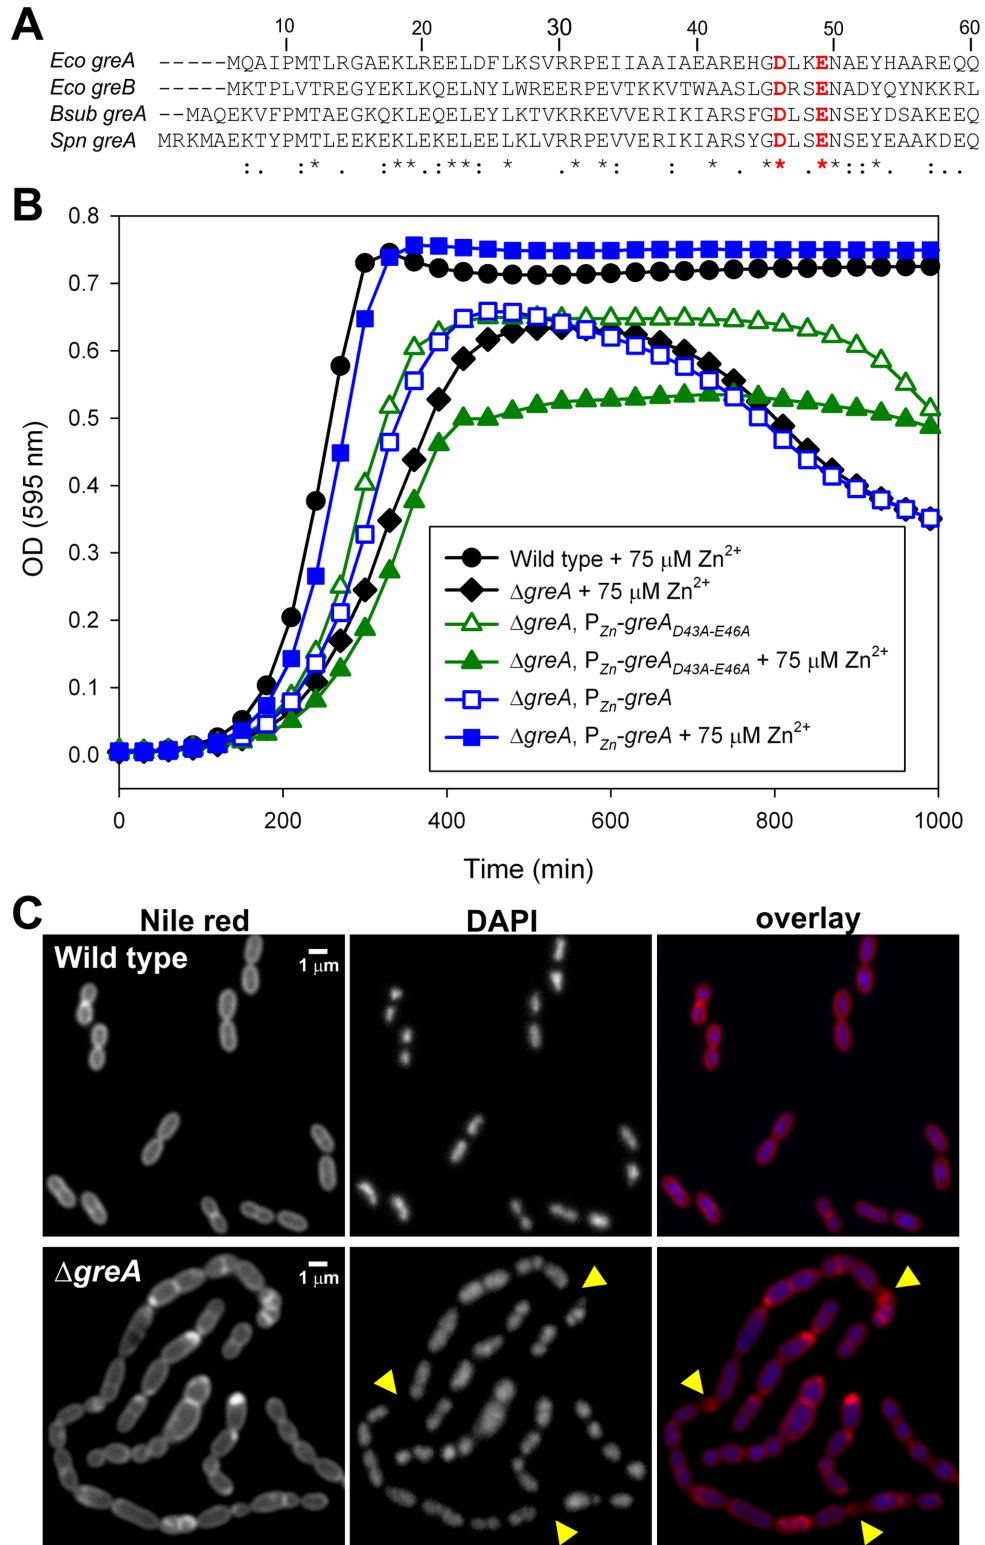 A
10 20 30 40 50 60
Eco greA -----MQAIPMTLRGAEKLREELDFLKSVRRPEIIAAIAEAREHGDLKENAEYHAAREQQ
Eco greB -----MKTPLVTREGYEKLKQELNYLWREERPEVTKKVTWAASLGDRSENADYQYNKKRL
Bsub greA --MAQEKVFPMTAEGKQKLEQELEYLKTVKRKEVVERIKIARSFGDLSENSEYDSAKEEQ
Spn greA MRKMAEKTYPMTLEEKEKLEKELEELKLVRRPEVVERIKIARSYGDLSENSEYEAAKDEQ
B
0.8
0.7
0.6
0.5
0.4
0.3
0.2
0.1
0.0
OD (595 nm)
Wild type + 75 μM Zn2+
ΔgreA + 75 μM Zn2+
ΔgreA, PZn-greAD43A-E46A
ΔgreA, PZn-greAD43A-E46A + 75 μM Zn2+
ΔgreA, PZn-greA
ΔgreA, PZn-greA + 75 μM Zn2+
0 200 400 600 800 1000
Time (min)
C
Nile red DAPI overlay
Wild type
1 μm
ΔgreA
1 μm